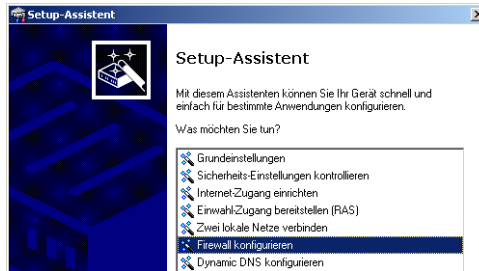 Setup-Assistent
Setup-Assistent
Mit diesem Assistenten können Sie Ihr Gerät schnell und
einfach für bestimmte Anwendungen konfigurieren.
Was möchten Sie tun?
Grundeinstellungen
Sicherheits-Einstellungen kontrollieren
Internet-Zugang einrichten
Einwahl-Zugang bereitstellen (RAS)
Zwei lokale Netze verbinden
Firewall konfigurieren
Dynamic DNS konfigurieren